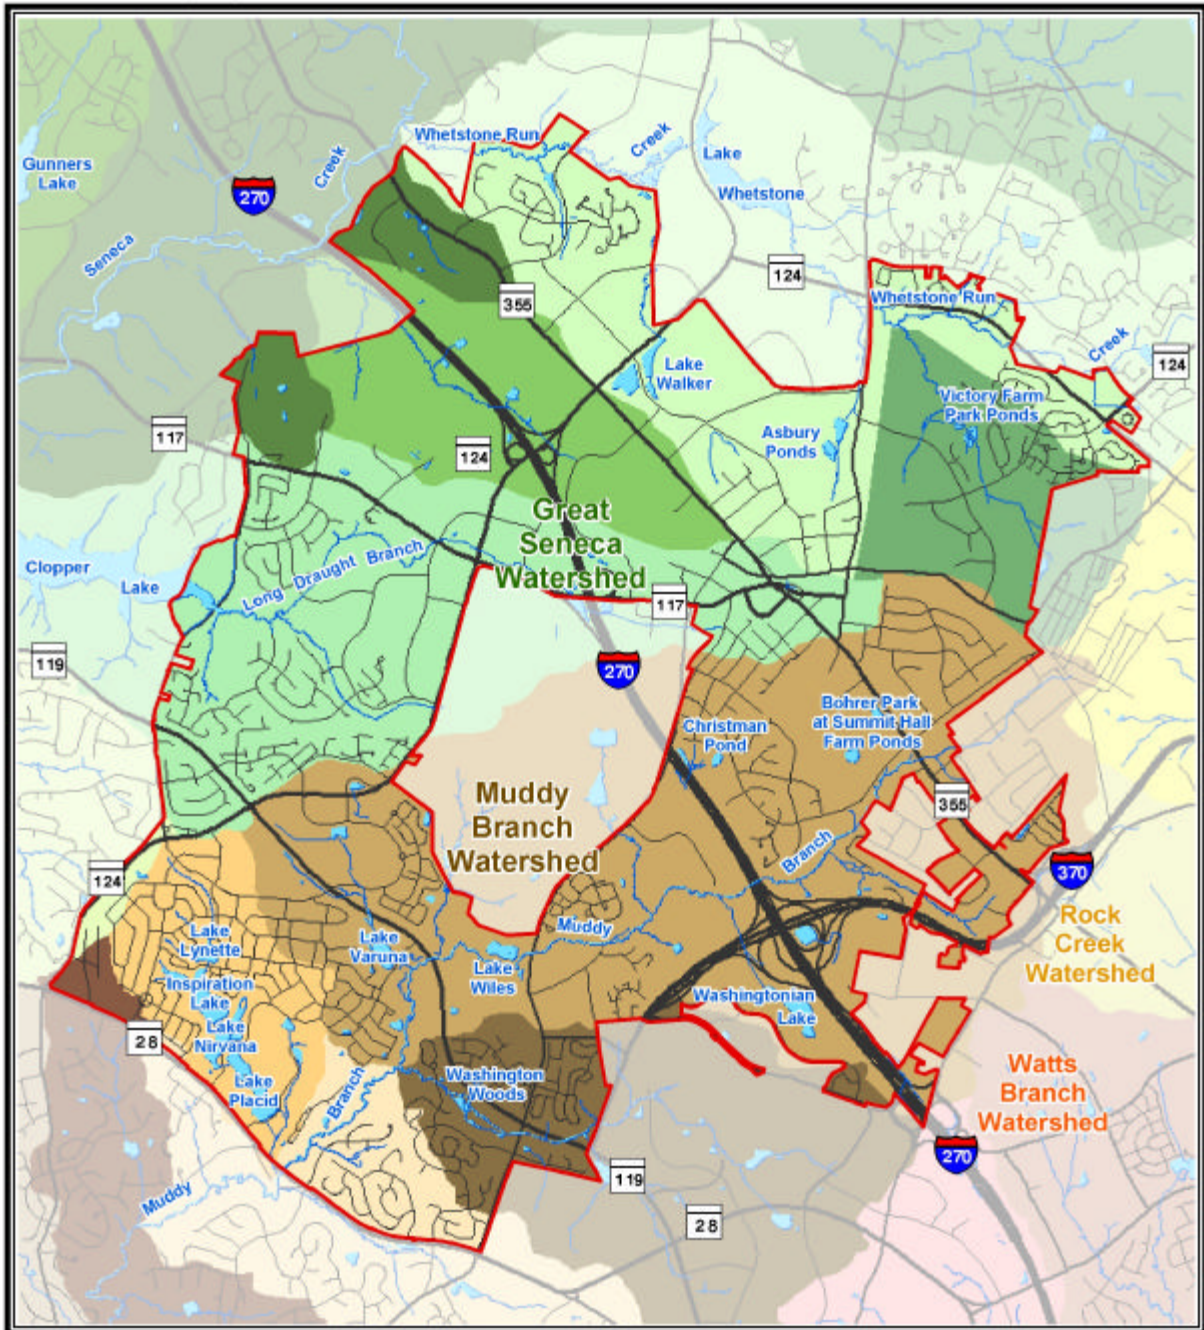 Whetstone Run
Creek
Creek
Lake
Whetstone
Gunners
Lake
270
Seneca
124
355
Whetstone Run
Creek
124
Lake
Walker
Victory Farm
Park Ponds
117
124
Asbury
Ponds
Great
Seneca
Watershed
Clopper
Lake
Long Draught Branch
117
119
270
Christman
Pond
Bohrer Park
at Summit Hall
Farm Ponds
Muddy
Branch
Watershed
355
Branch
370
124
Rock
Creek
Watershed
Lake
Lynette
Lake
Varuna
Muddy
Lake
Wiles
Inspiration
Lake
Washingtonian
Lake
Lake
Nirvana
28
Lake
Placid
Branch
Washington
Woods
Watts
Branch
Watershed
270
119
Muddy
28